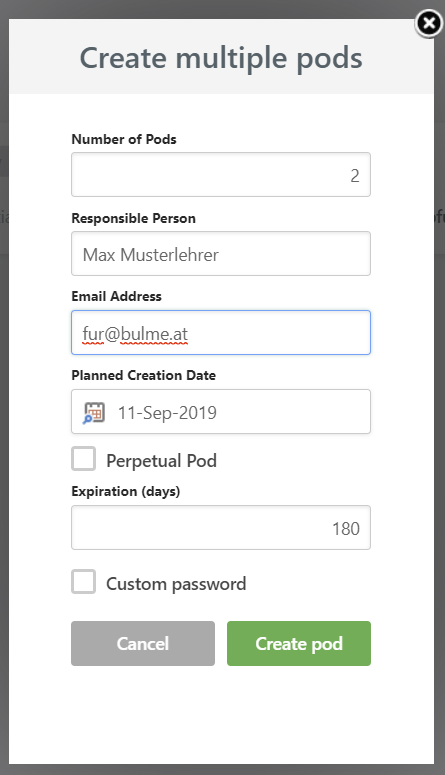 Create multiple pods
Number of Pods
2
Responsible Person
Max Musterlehrer
Email Address
fur@bulme.at
Planned Creation Date
11-Sep-2019
Perpetual Pod
Expiration (days)
180
Custom password
Cancel Create pod